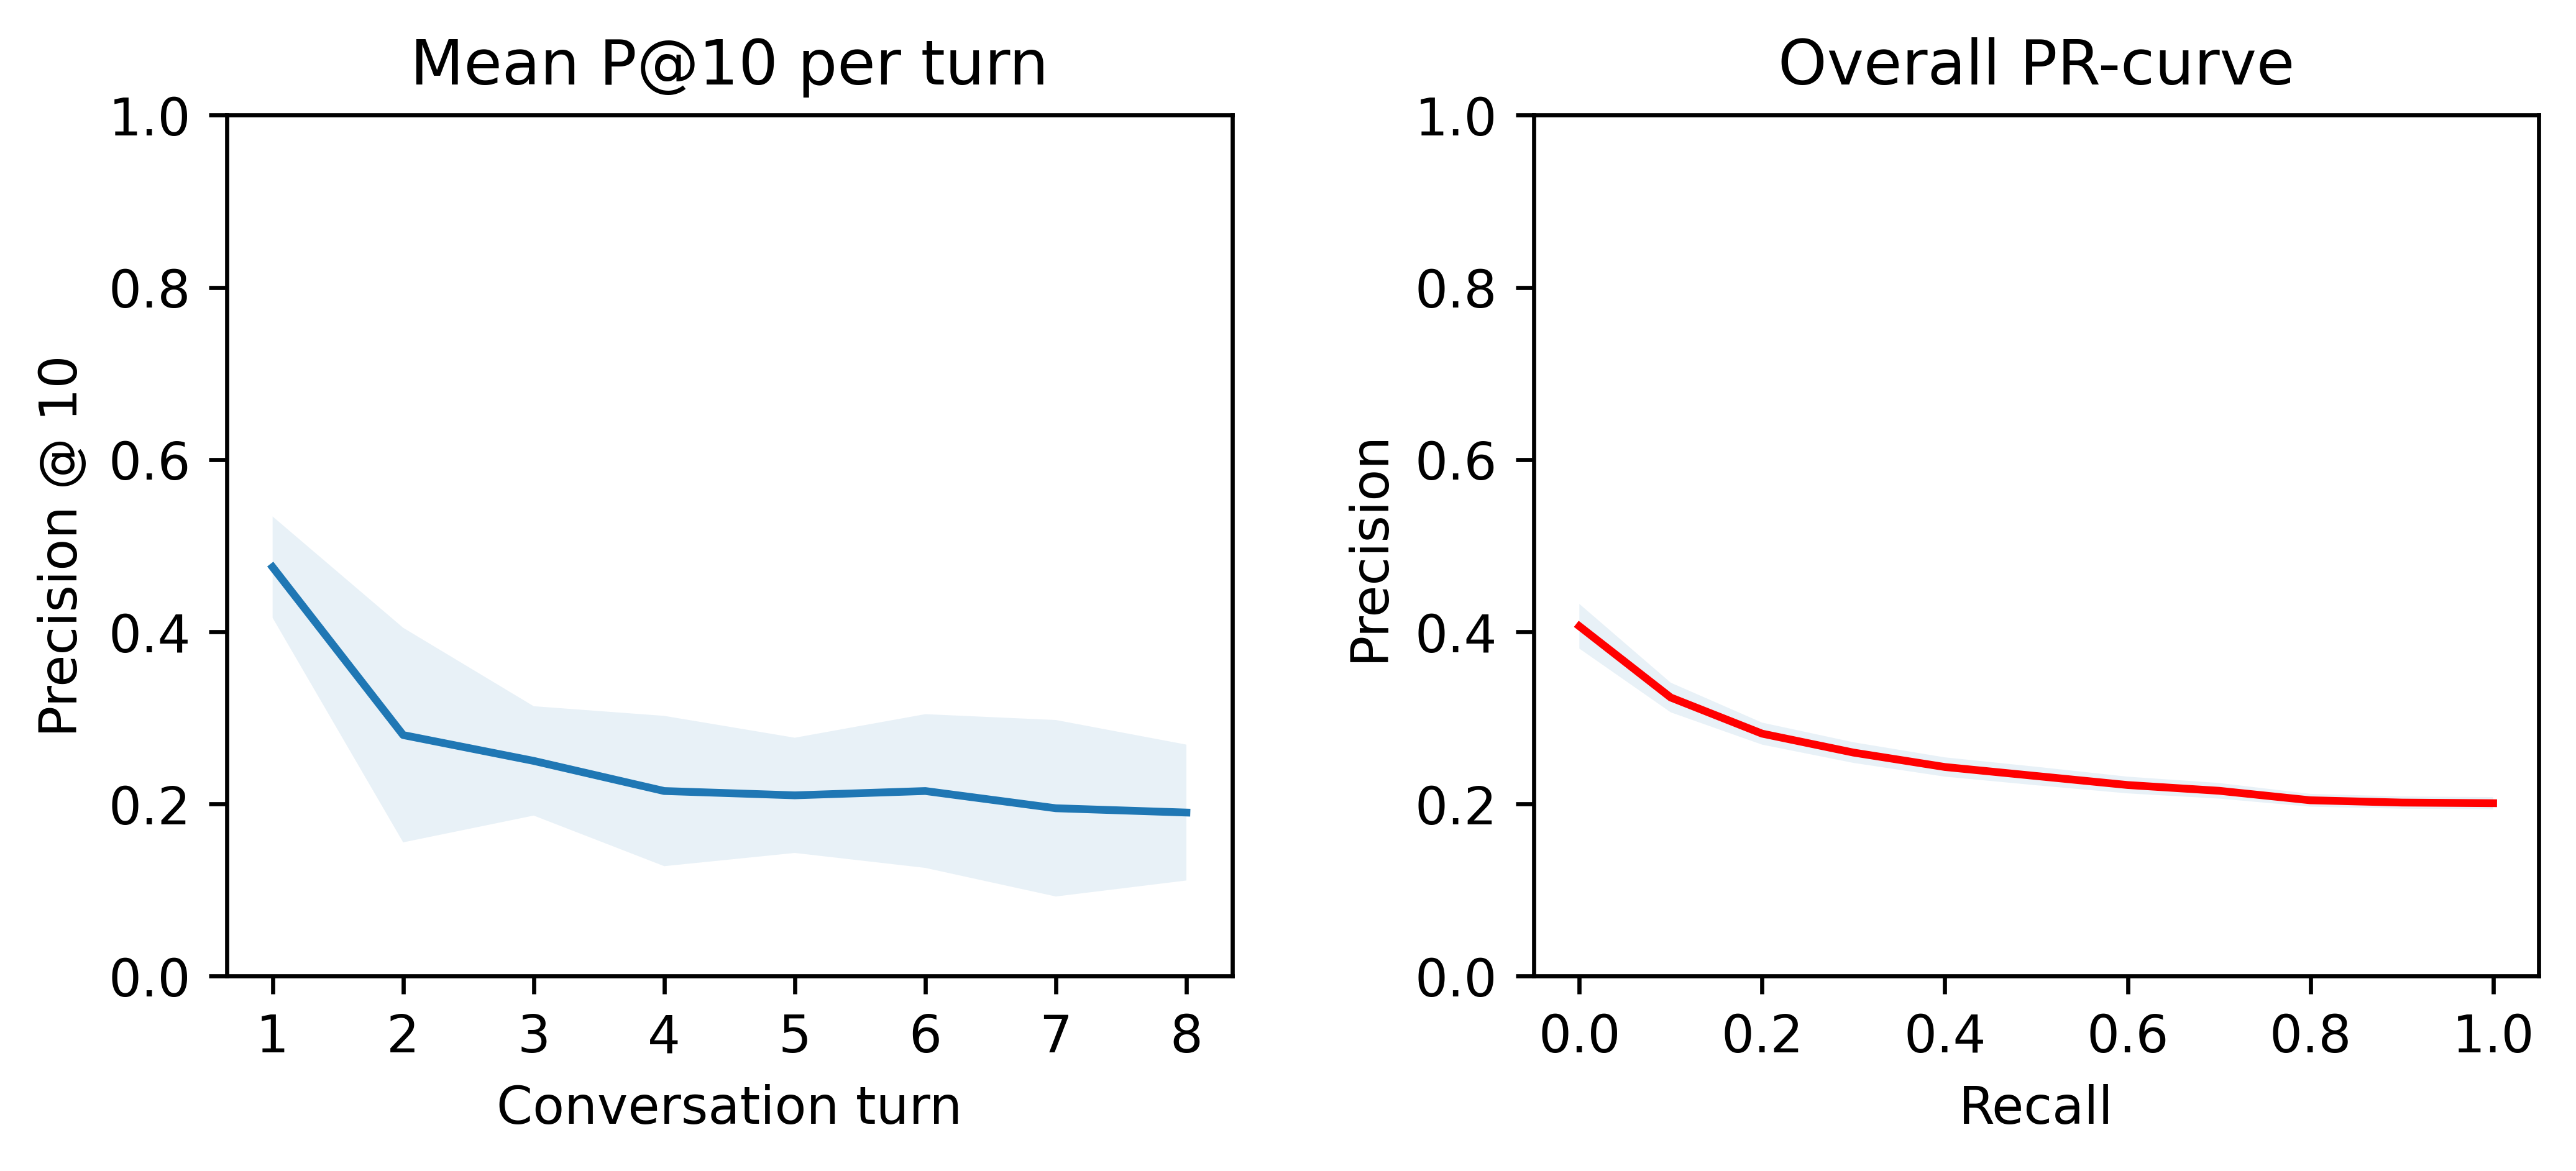 Mean P@10 per turn
Precision @ 10
1.0
0.8
0.6
0.4
0.2
0.0
1 2 3 4 5 6 7 8
Conversation turn
Overall PR-curve
Precision
1.0
0.8
0.6
0.4
0.2
0.0
0.0 0.2 0.4 0.6 0.8 1.0
Recall